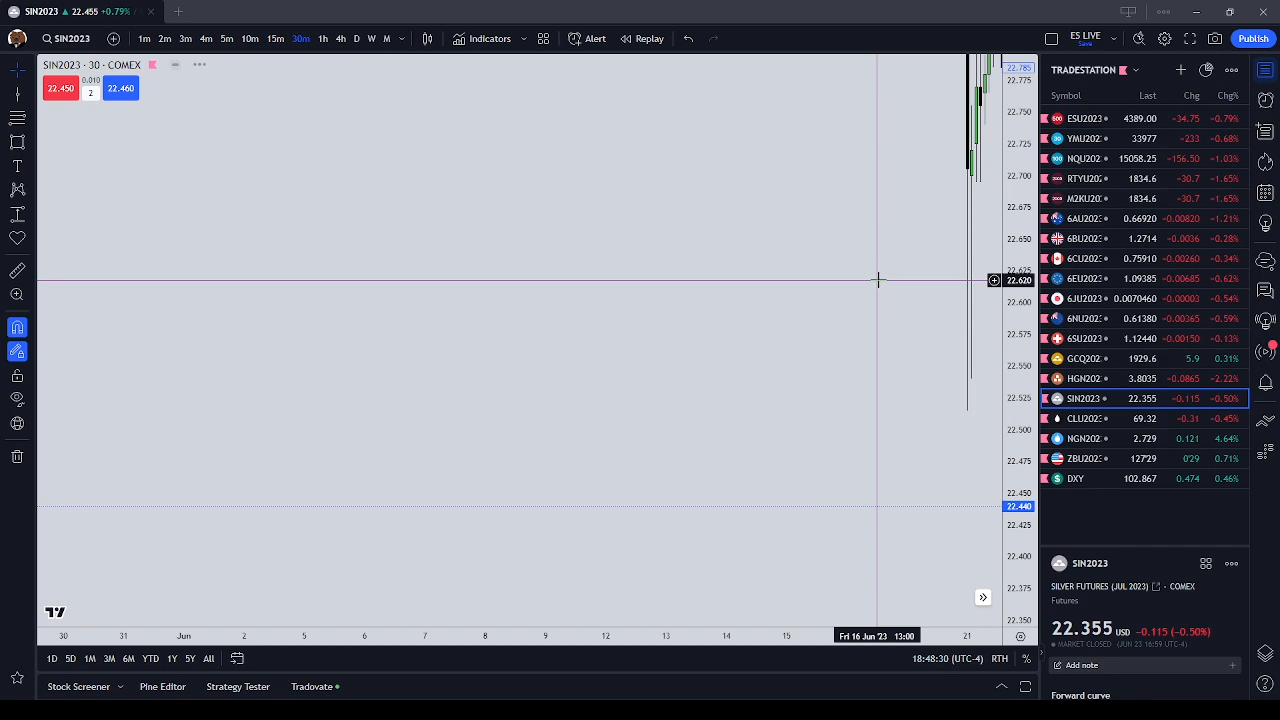 SIN2023 ▲ 22.455 +0.79% /
SIN2023 1m 2m 3m 4m 5m 10m 15m 30m 1h 4h D W M Indicators Alert Replay ES LIVE Save Publish
SIN2023 · 30 · COMEX
22.450 0.010 2 22.460
22.785
22.775
22.750
22.725
22.700
22.675
22.650
22.625
22.620
22.600
22.575
22.550
22.525
22.500
22.475
22.450
22.440
22.425
22.400
22.375
22.350
30 31 Jun 2 5 6 7 8 9 12 13 14 15 Fri 16 Jun '23 13:00 21
1D 5D 1M 3M 6M YTD 1Y 5Y All 18:48:30 (UTC-4) RTH %
Stock Screener Pine Editor Strategy Tester Tradovate
TRADESTATION
Symbol Last Chg Chg%
ESU2023 4389.00 −34.75 −0.79%
YMU202 33977 −233 −0.68%
NQU202 15058.25 −156.50 −1.03%
RTYU202 1834.6 −30.7 −1.65%
M2KU20 1834.6 −30.7 −1.65%
6AU202 0.66920 −0.00820 −1.21%
6BU202 1.2714 −0.0036 −0.28%
6CU202 0.75910 −0.00260 −0.34%
6EU202 1.09385 −0.00685 −0.62%
6JU202 0.0070460 −0.00003 −0.54%
6NU202 0.61380 −0.00365 −0.59%
6SU202 1.12440 −0.00150 −0.13%
GCQ202 1929.6 5.9 0.31%
HGN202 3.8035 −0.0865 −2.22%
SIN2023 22.355 −0.115 −0.50%
CLU202 69.32 −0.31 −0.45%
NGN202 2.729 0.121 4.64%
ZBU202 127'29 0'29 0.71%
DXY 102.867 0.474 0.46%
SIN2023
SILVER FUTURES (JUL 2023) · COMEX
Futures
22.355 USD −0.115 (−0.50%)
MARKET CLOSED (JUN 23 16:59 UTC-4)
Add note
Forward curve